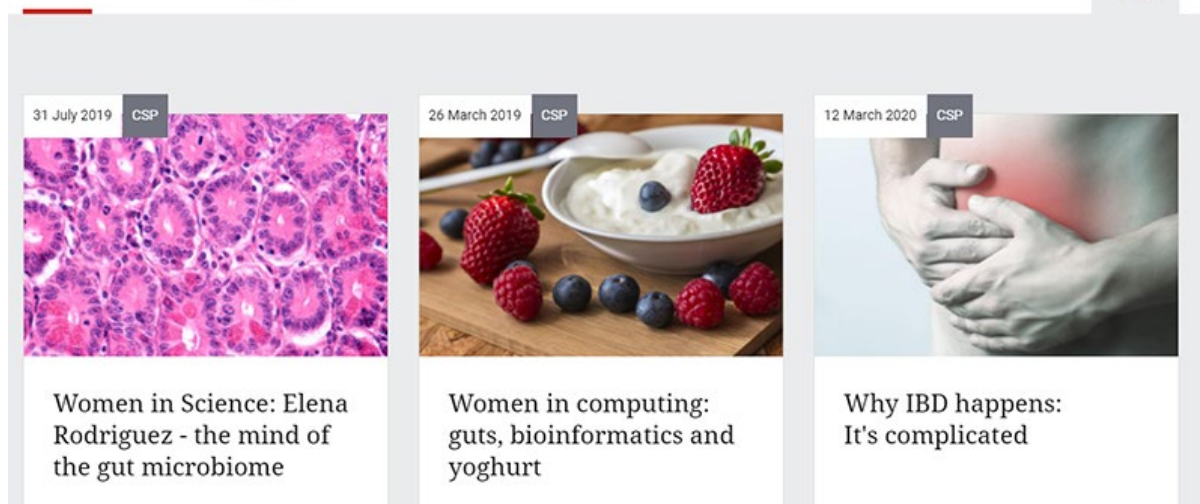 31 July 2019 CSP
26 March 2019 CSP
12 March 2020 CSP
Women in Science: Elena
Rodriguez - the mind of
the gut microbiome
Women in computing:
guts, bioinformatics and
yoghurt
Why IBD happens:
It's complicated